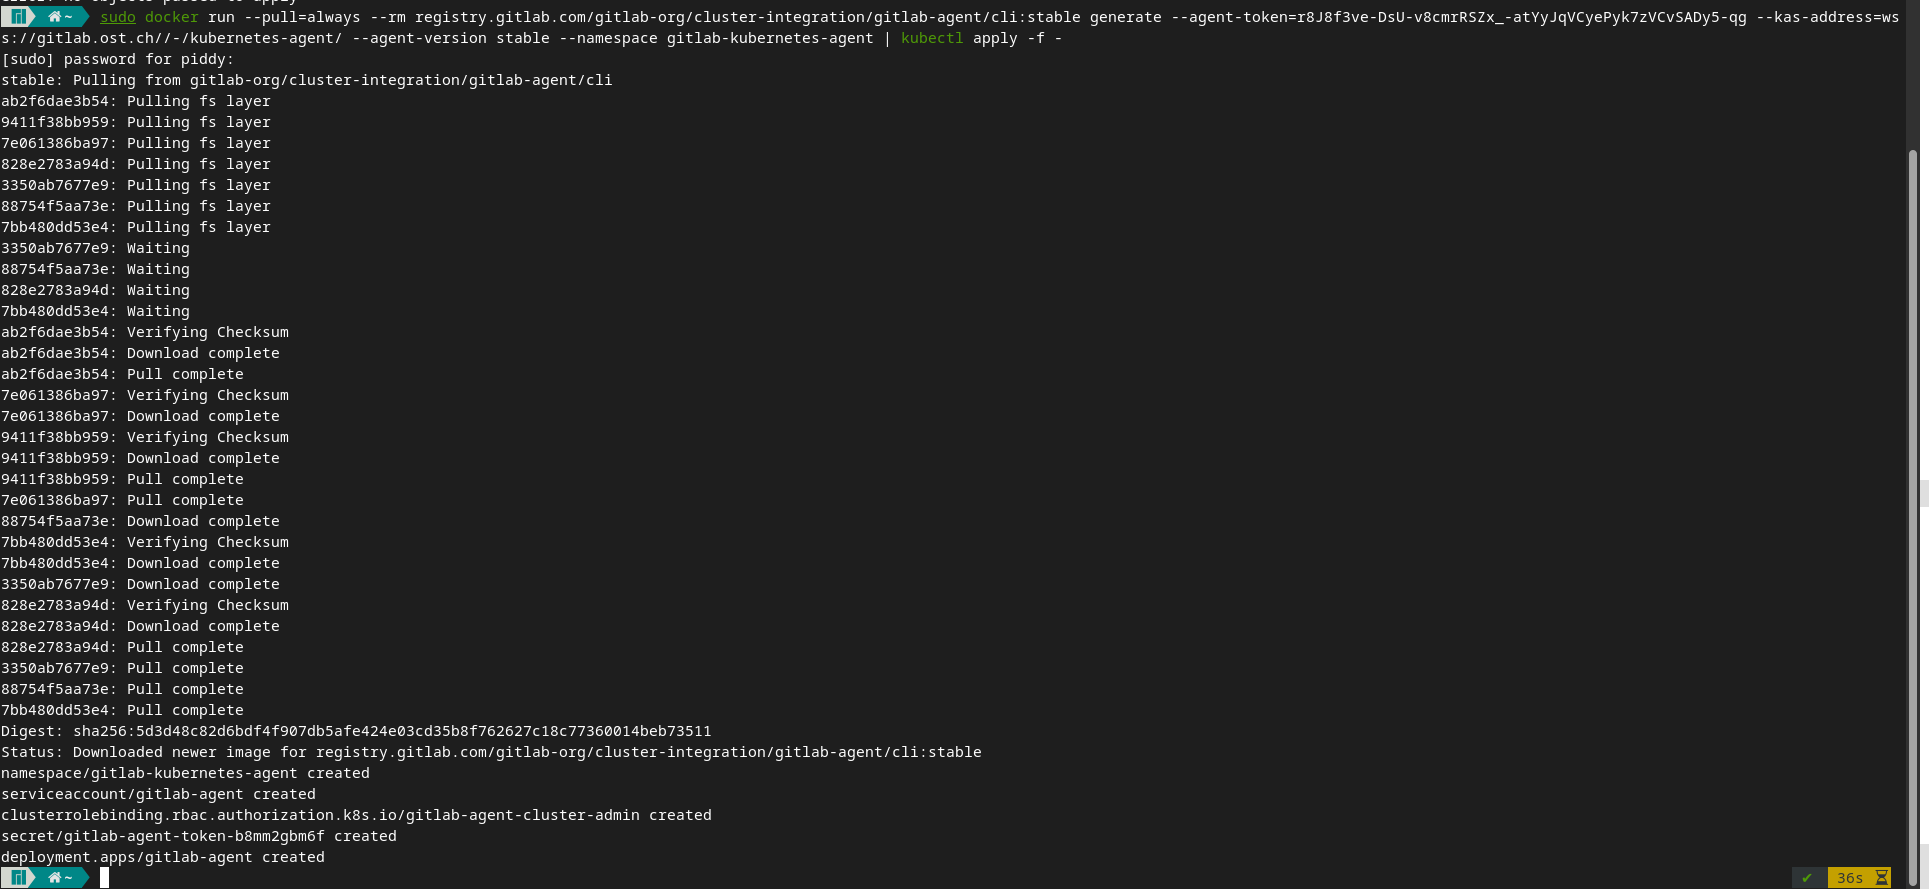 ~ sudo docker run --pull=always --rm registry.gitlab.com/gitlab-org/cluster-integration/gitlab-agent/cli:stable generate --agent-token=r8J8f3ve-DsU-v8cmrRSZx_-atYyJqVCyePyk7zVCvSADy5-qg --kas-address=ws
s://gitlab.ost.ch//-/kubernetes-agent/ --agent-version stable --namespace gitlab-kubernetes-agent | kubectl apply -f -
[sudo] password for piddy:
stable: Pulling from gitlab-org/cluster-integration/gitlab-agent/cli
ab2f6dae3b54: Pulling fs layer
9411f38bb959: Pulling fs layer
7e061386ba97: Pulling fs layer
828e2783a94d: Pulling fs layer
3350ab7677e9: Pulling fs layer
88754f5aa73e: Pulling fs layer
7bb480dd53e4: Pulling fs layer
3350ab7677e9: Waiting
88754f5aa73e: Waiting
828e2783a94d: Waiting
7bb480dd53e4: Waiting
ab2f6dae3b54: Verifying Checksum
ab2f6dae3b54: Download complete
ab2f6dae3b54: Pull complete
7e061386ba97: Verifying Checksum
7e061386ba97: Download complete
9411f38bb959: Verifying Checksum
9411f38bb959: Download complete
9411f38bb959: Pull complete
7e061386ba97: Pull complete
88754f5aa73e: Download complete
7bb480dd53e4: Verifying Checksum
7bb480dd53e4: Download complete
3350ab7677e9: Download complete
828e2783a94d: Verifying Checksum
828e2783a94d: Download complete
828e2783a94d: Pull complete
3350ab7677e9: Pull complete
88754f5aa73e: Pull complete
7bb480dd53e4: Pull complete
Digest: sha256:5d3d48c82d6bdf4f907db5afe424e03cd35b8f762627c18c77360014beb73511
Status: Downloaded newer image for registry.gitlab.com/gitlab-org/cluster-integration/gitlab-agent/cli:stable
namespace/gitlab-kubernetes-agent created
serviceaccount/gitlab-agent created
clusterrolebinding.rbac.authorization.k8s.io/gitlab-agent-cluster-admin created
secret/gitlab-agent-token-b8mm2gbm6f created
deployment.apps/gitlab-agent created
~ ✔ 36s